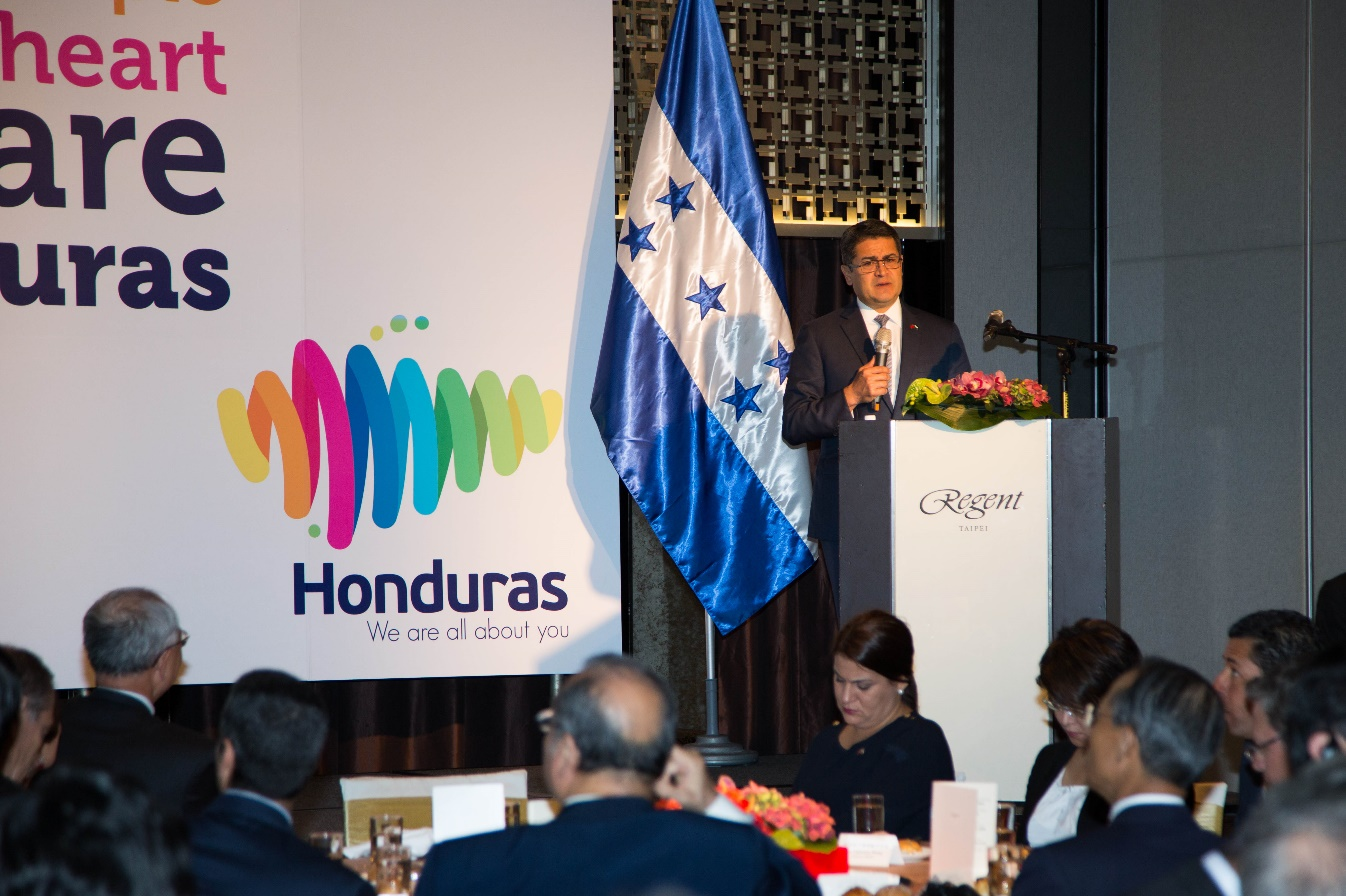 heart
are
uras
Honduras
We are all about you
Regent
TAIPEI